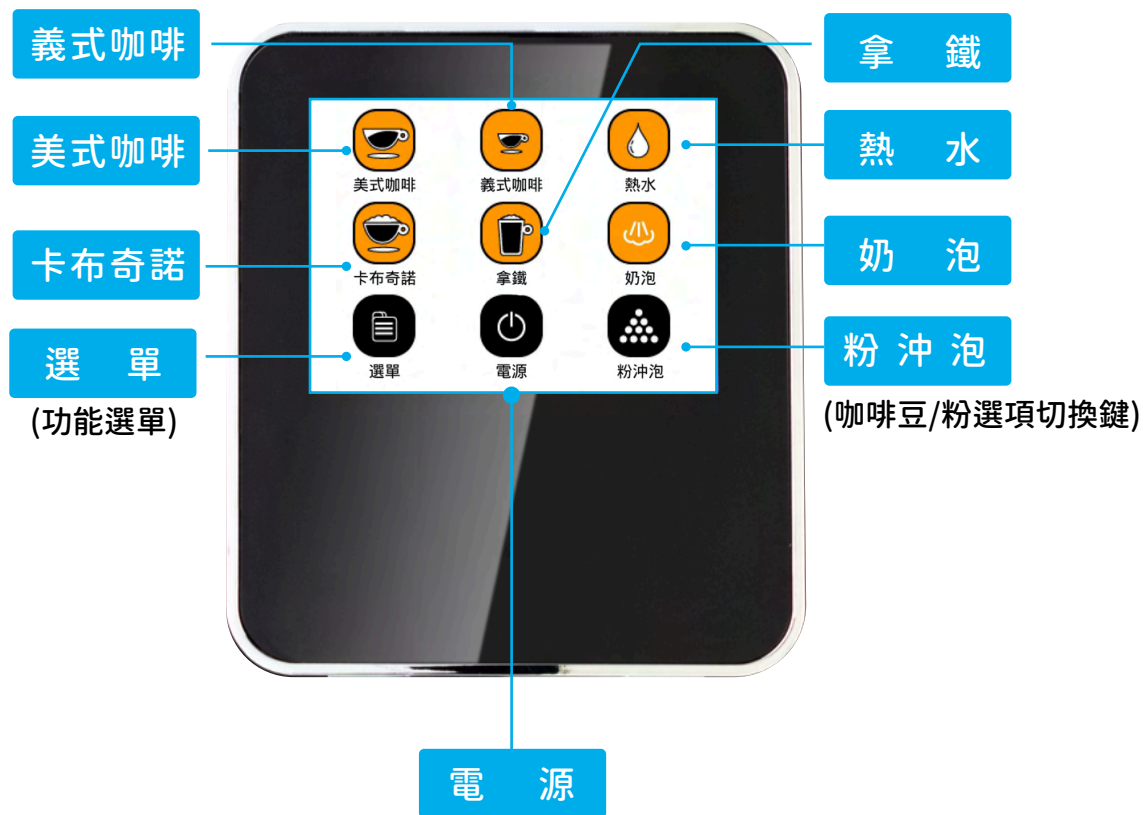 義式咖啡
拿 鐵
美式咖啡
熱 水
美式咖啡
義式咖啡
熱水
卡布奇諾
奶 泡
卡布奇諾
拿鐵
奶泡
選 單
(功能選單)
粉沖泡
(咖啡豆/粉選項切換鍵)
選單
電源
粉沖泡
電 源